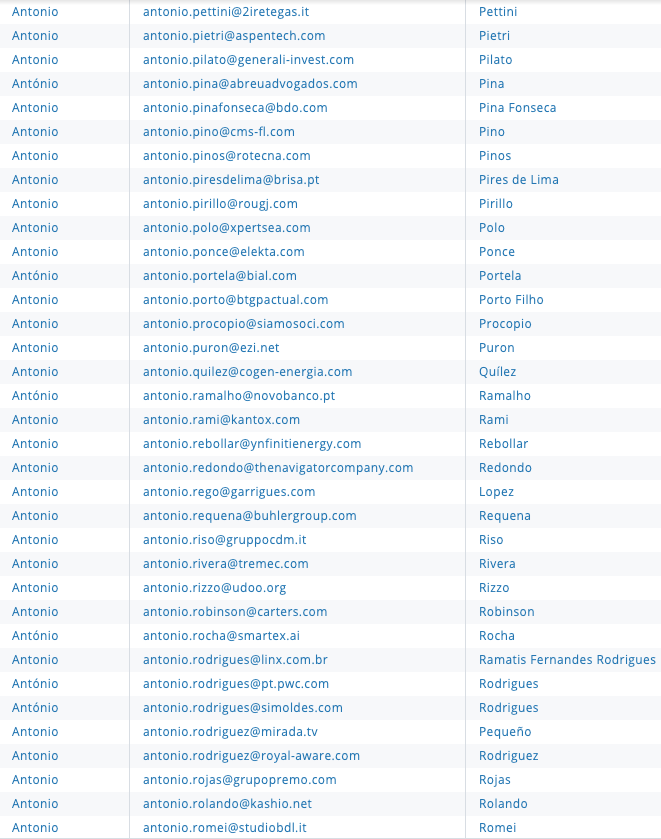 Antonio antonio.pettini@2iretegas.it Pettini
Antonio antonio.pietri@aspentech.com Pietri
Antonio antonio.pilato@generali-invest.com Pilato
António antonio.pina@abreuadvogados.com Pina
Antonio antonio.pinafonseca@bdo.com Pina Fonseca
Antonio antonio.pino@cms-fl.com Pino
Antonio antonio.pinos@rotecna.com Pinos
Antonio antonio.piresdelima@brisa.pt Pires de Lima
Antonio antonio.pirillo@rougj.com Pirillo
Antonio antonio.polo@xpertsea.com Polo
Antonio antonio.ponce@elekta.com Ponce
António antonio.portela@bial.com Portela
Antonio antonio.porto@btgpactual.com Porto Filho
Antonio antonio.procopio@siamosoci.com Procopio
Antonio antonio.puron@ezi.net Puron
Antonio antonio.quilez@cogen-energia.com Quílez
António antonio.ramalho@novobanco.pt Ramalho
Antonio antonio.rami@kantox.com Rami
Antonio antonio.rebollar@ynfinitienergy.com Rebollar
Antonio antonio.redondo@thenavigatorcompany.com Redondo
Antonio antonio.rego@garrigues.com Lopez
Antonio antonio.requena@buhlergroup.com Requena
Antonio antonio.riso@gruppocdm.it Riso
Antonio antonio.rivera@tremec.com Rivera
Antonio antonio.rizzo@udoo.org Rizzo
Antonio antonio.robinson@carters.com Robinson
António antonio.rocha@smartex.ai Rocha
Antonio antonio.rodrigues@linx.com.br Ramatis Fernandes Rodrigues
António antonio.rodrigues@pt.pwc.com Rodrigues
António antonio.rodrigues@simoldes.com Rodrigues
Antonio antonio.rodriguez@mirada.tv Pequeño
Antonio antonio.rodriguez@royal-aware.com Rodriguez
Antonio antonio.rojas@grupopremo.com Rojas
Antonio antonio.rolando@kashio.net Rolando
Antonio antonio.romei@studiobdl.it Romei